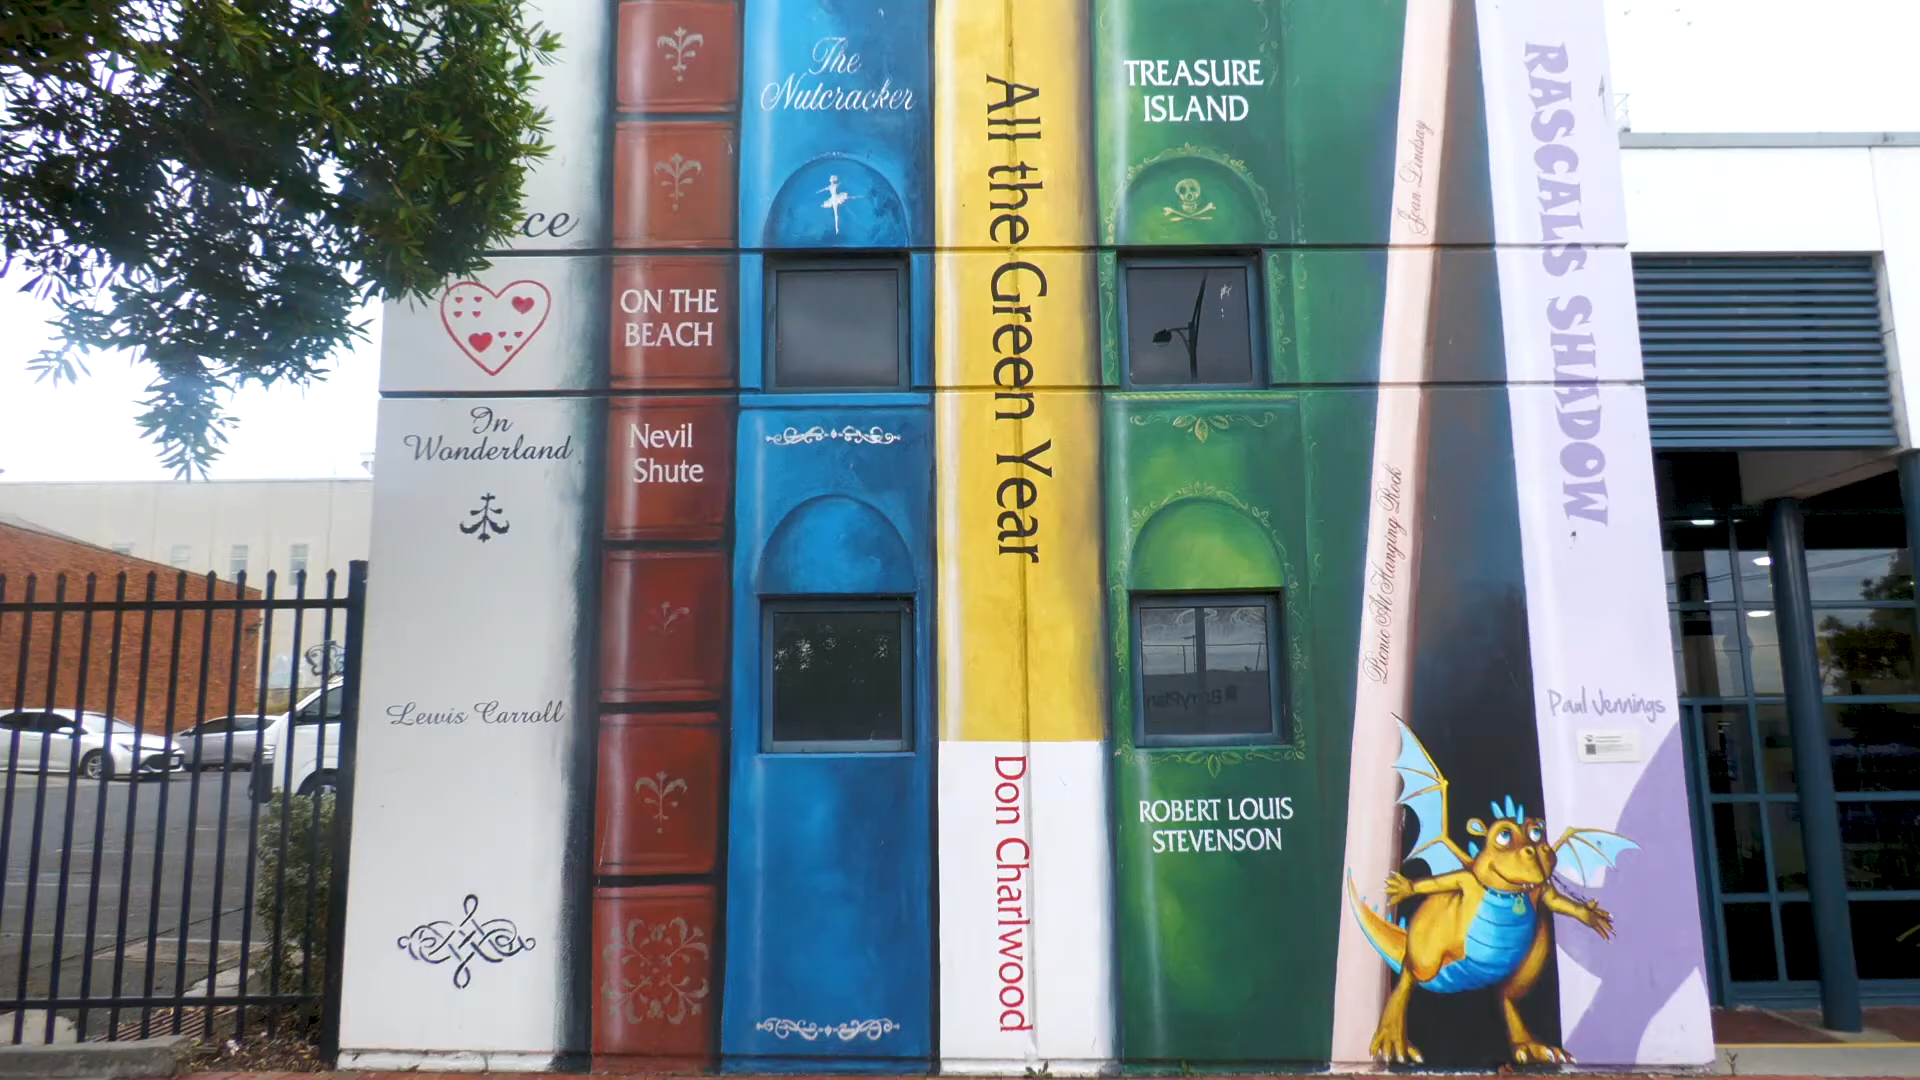 ce
In
Wonderland
Lewis Carroll
ON THE
BEACH
Nevil
Shute
The
Nutcracker
All the Green Year
Don Charlwood
TREASURE
ISLAND
ROBERT LOUIS
STEVENSON
Joan Lindsay
Picnic At Hanging Rock
RASCALS SHADOW
Paul Jennings